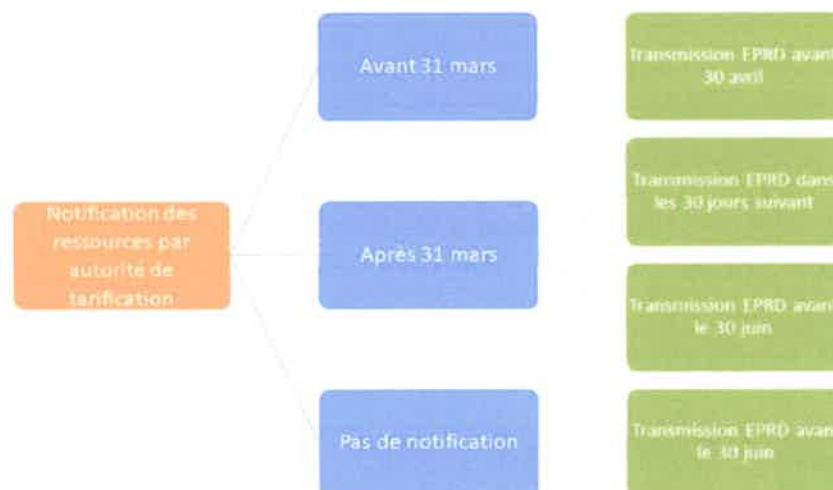 Notification des
ressources par
autorité de
tarification
Avant 31 mars
Après 31 mars
Pas de notification
Transmission EPRD avant
30 avril
Transmission EPRD dans
les 30 jours suivant
Transmission EPRD avant
le 30 juin
Transmission EPRD avant
le 30 juin